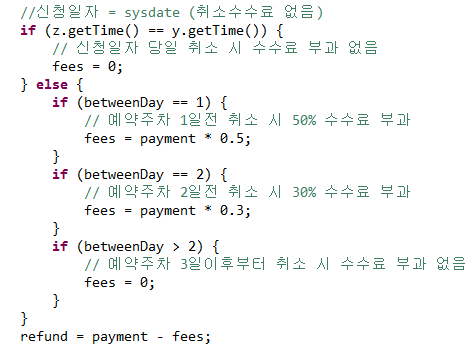 //신청일자 = sysdate (취소수수료 없음)
if (z.getTime() == y.getTime()) {
// 신청일자 당일 취소 시 수수료 부과 없음
fees = 0;
} else {
if (betweenDay == 1) {
// 예약주차 1일전 취소 시 50% 수수료 부과
fees = payment * 0.5;
}
if (betweenDay == 2) {
// 예약주차 2일전 취소 시 30% 수수료 부과
fees = payment * 0.3;
}
if (betweenDay > 2) {
// 예약주차 3일이후부터 취소 시 수수료 부과 없음
fees = 0;
}
}
refund = payment - fees;